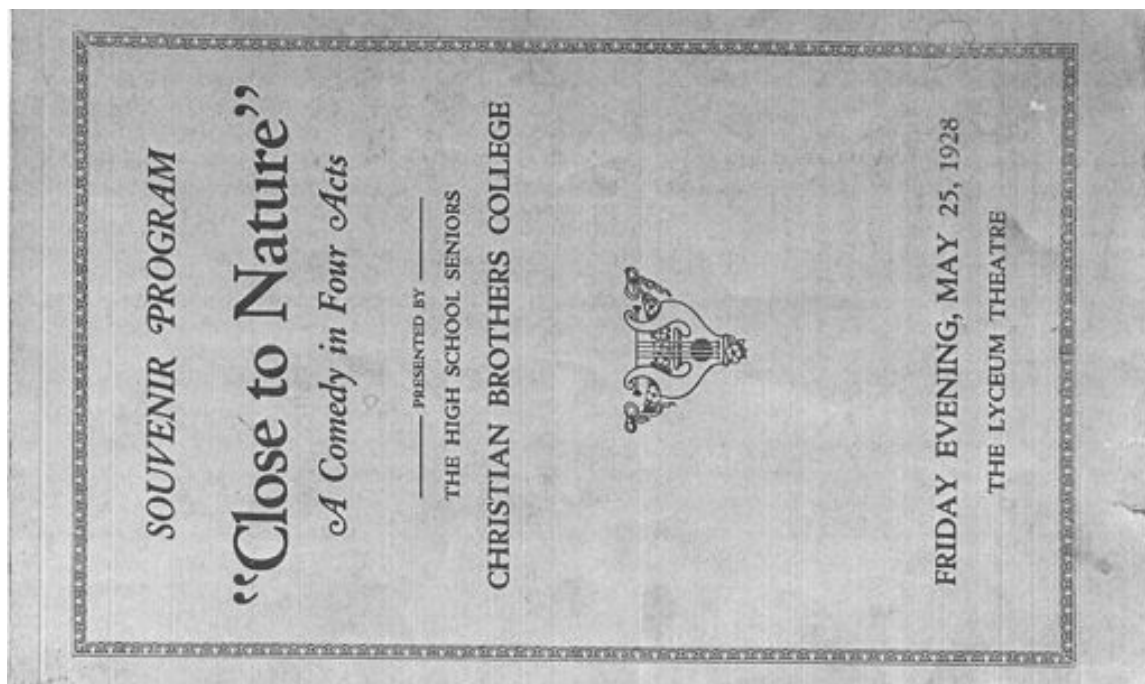 SOUVENIR PROGRAM
"Close to Nature"
A Comedy in Four Acts
PRESENTED BY
THE HIGH SCHOOL SENIORS
CHRISTIAN BROTHERS COLLEGE
FRIDAY EVENING, MAY 25, 1928
THE LYCEUM THEATRE